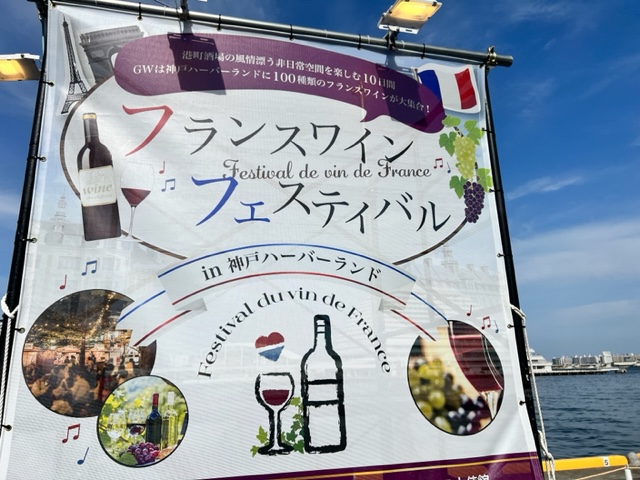 港町酒場の風情漂う非日常空間を楽しむ10日間
GWは神戸ハーバーランドに100種類のフランスワインが大集合！
フランスワイン
Festival de vin de France
フェスティバル
wine
in 神戸ハーバーランド
Festival du vin de France
5